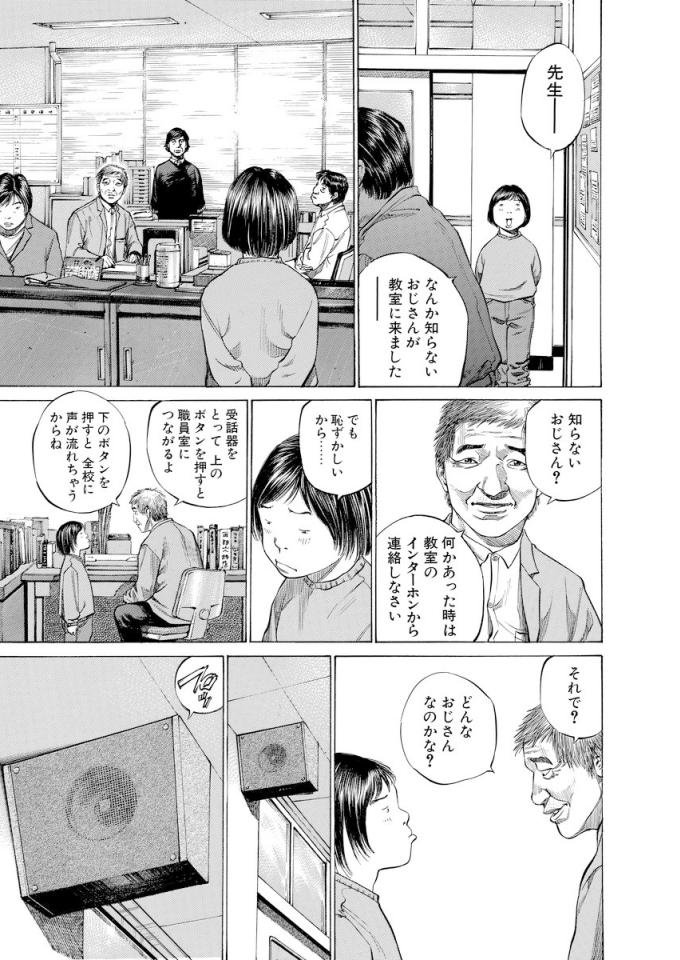 先生──
なんか知らない
おじさんが
教室に来ました──
知らない
おじさん?
何かあった時は
教室の
インターホンから
連絡しなさい
でも
恥ずかしい
から……
受話器を
とって 上の
ボタンを押すと
職員室に
つながるよ
下のボタンを
押すと 全校に
声が流れちゃう
からね
それで?
どんな
おじさん
なのかな?